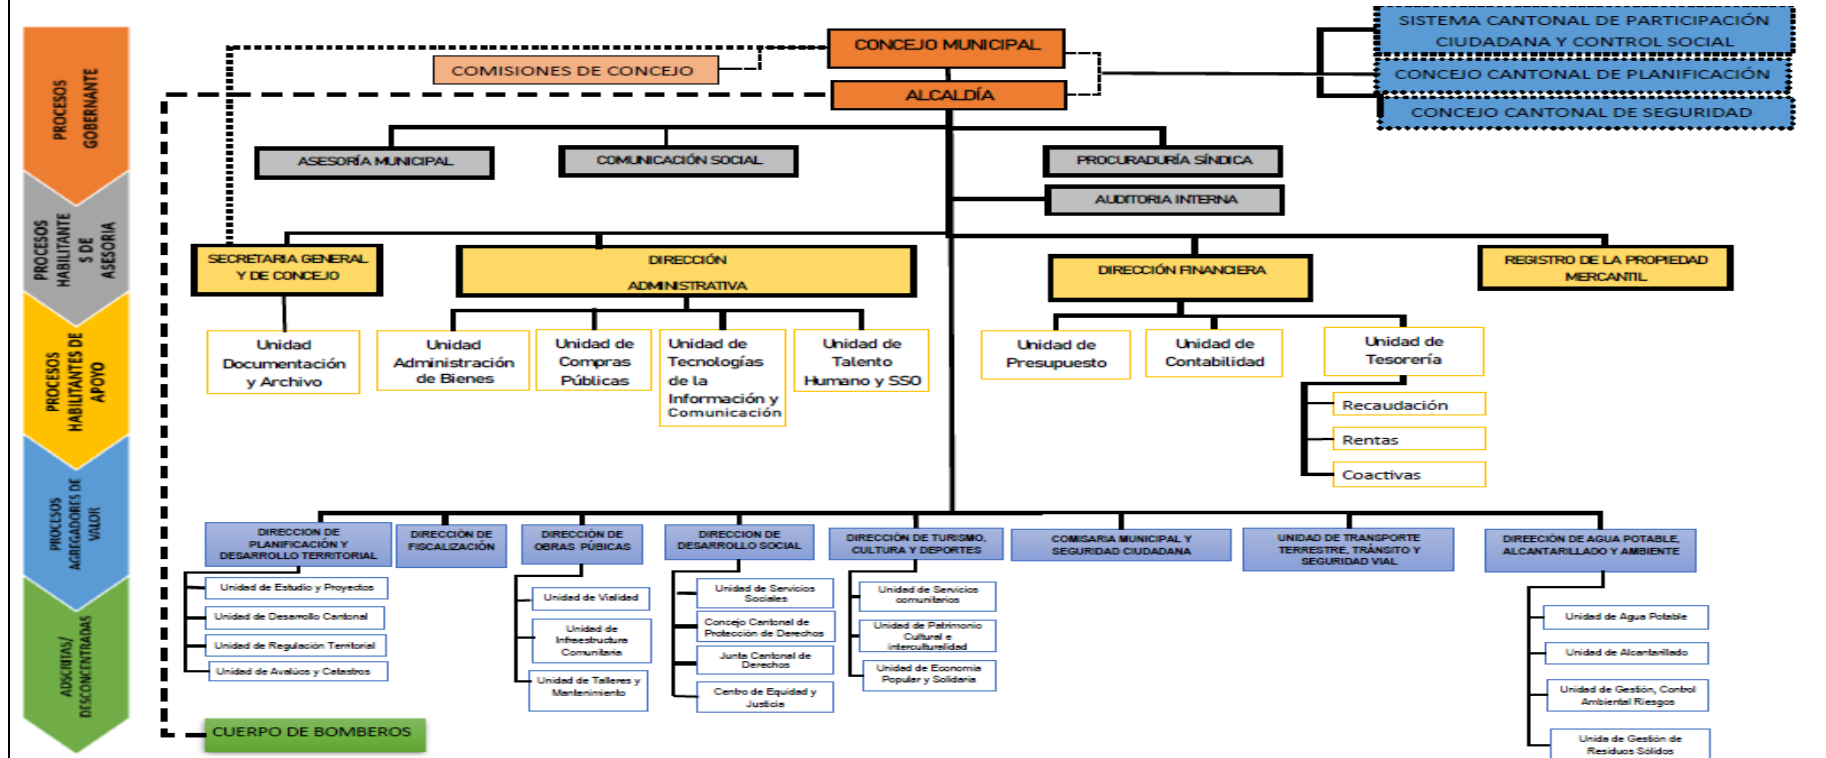 PROCESOS
GOBERNANTE
PROCESOS
HABILITANTE
S DE
ASESORIA
PROCESOS
HABILITANTES DE
APOYO
PROCESOS
AGREGADORES DE
VALOR
ADSCRITAS/
DESCONCENTRADAS
CONCEJO MUNICIPAL
COMISIONES DE CONCEJO
ALCALDÍA
SISTEMA CANTONAL DE PARTICIPACIÓN
CIUDADANA Y CONTROL SOCIAL
CONCEJO CANTONAL DE PLANIFICACIÓN
CONCEJO CANTONAL DE SEGURIDAD
ASESORÍA MUNICIPAL
COMUNICACIÓN SOCIAL
PROCURADURÍA SÍNDICA
AUDITORIA INTERNA
SECRETARIA GENERAL
Y DE CONCEJO
DIRECCIÓN
ADMINISTRATIVA
DIRECCIÓN FINANCIERA
REGISTRO DE LA PROPIEDAD
MERCANTIL
Unidad
Documentación
y Archivo
Unidad
Administración
de Bienes
Unidad de
Compras
Públicas
Unidad de
Tecnologías
de la
Información y
Comunicación
Unidad de
Talento
Humano y SSO
Unidad de
Presupuesto
Unidad de
Contabilidad
Unidad de
Tesorería
Recaudación
Rentas
Coactivas
DIRECCION DE
PLANIFICACIÓN Y
DESARROLLO TERRITORIAL
Unidad de Estudio y Proyectos
Unidad de Desarrollo Cantonal
Unidad de Regulación Territorial
Unidad de Avalúos y Catastros
DIRECCIÓN DE
FISCALIZACIÓN
DIRECCIÓN DE
OBRAS PÚBICAS
Unidad de Vialidad
Unidad de
Infraestructura
Comunitaria
Unidad de Talleres y
Mantenimiento
DIRECCION DE
DESARROLLO SOCIAL
Unidad de Servicios
Sociales
Concejo Cantonal de
Protección de Derechos
Junta Cantonal de
Derechos
Centro de Equidad y
Justicia
DIRECCIÓN DE TURISMO,
CULTURA Y DEPORTES
Unidad de Servicios
comunitarios
Unidad de Patrimonio
Cultural e
interculturalidad
Unidad de Economia
Popular y Solidaria
COMISARIA MUNICIPAL Y
SEGURIDAD CIUDADANA
UNIDAD DE TRANSPORTE
TERRESTRE, TRÁNSITO Y
SEGURIDAD VIAL
DIREECIÓN DE AGUA POTABLE,
ALCANTARILLADO Y AMBIENTE
Unidad de Agua Potable
Unidad de Alcantarillado
Unidad de Gestión, Control
Ambiental Riesgos
Unida de Gestión de
Residuos Sólidos
CUERPO DE BOMBEROS